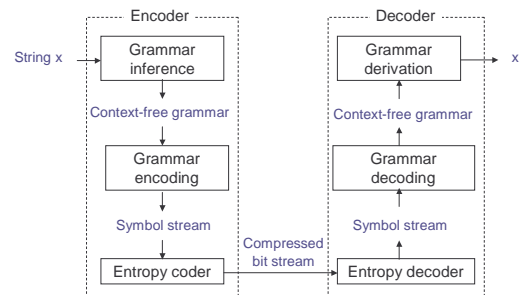 Encoder
String x
Grammar
inference
Context-free grammar
Grammar
encoding
Symbol stream
Entropy coder
Compressed
bit stream
Decoder
Grammar
derivation
x
Context-free grammar
Grammar
decoding
Symbol stream
Entropy decoder